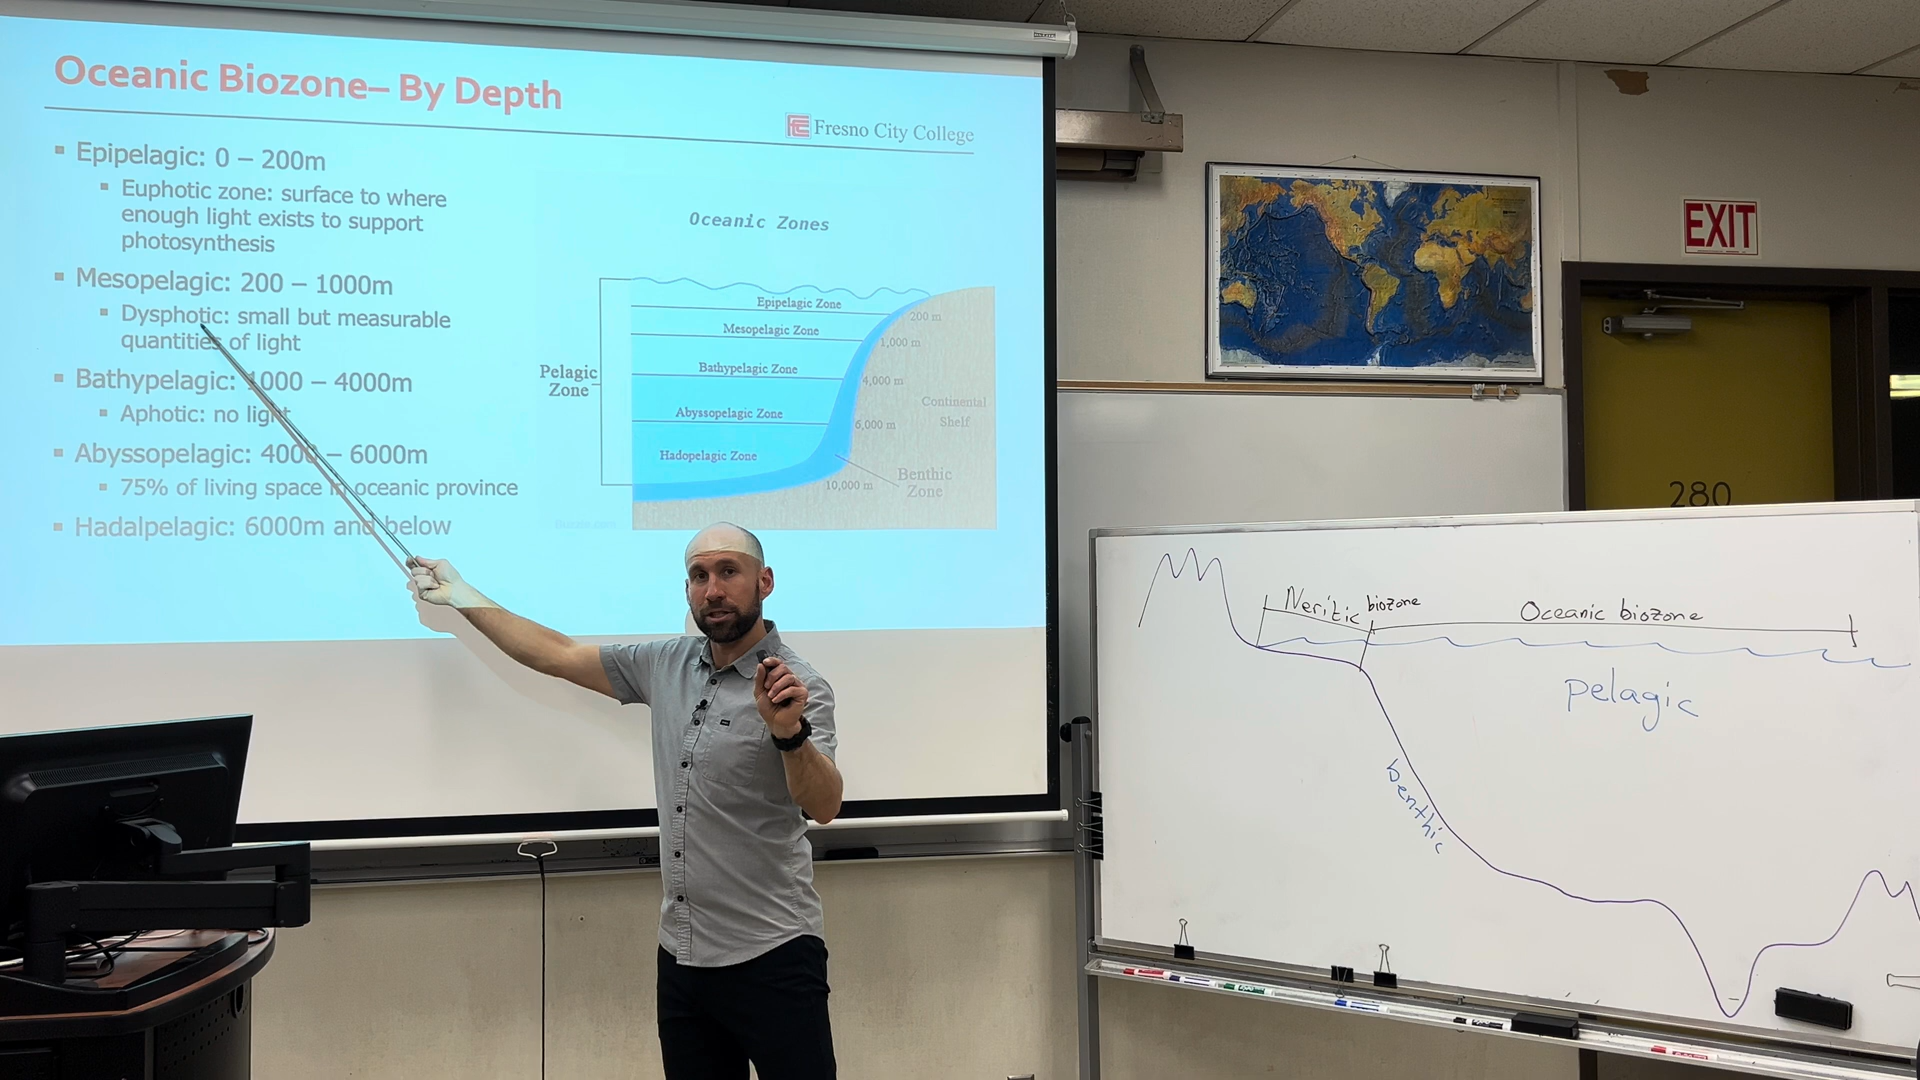 Oceanic Biozone– By Depth
Fresno City College
Epipelagic: 0 – 200m
Euphotic zone: surface to where
enough light exists to support
photosynthesis
Mesopelagic: 200 – 1000m
Dysphotic: small but measurable
quantities of light
Bathypelagic: 1000 – 4000m
Aphotic: no light
Abyssopelagic: 4000 – 6000m
75% of living space in oceanic province
Hadalpelagic: 6000m and below
Oceanic Zones
Epipelagic Zone
200 m
Mesopelagic Zone
1,000 m
Pelagic
Zone
Bathypelagic Zone
4,000 m
Continental
Shelf
Abyssopelagic Zone
6,000 m
Hadopelagic Zone
Benthic
Zone
10,000 m
EXIT
280
Neritic biozone
Oceanic biozone
pelagic
benthic